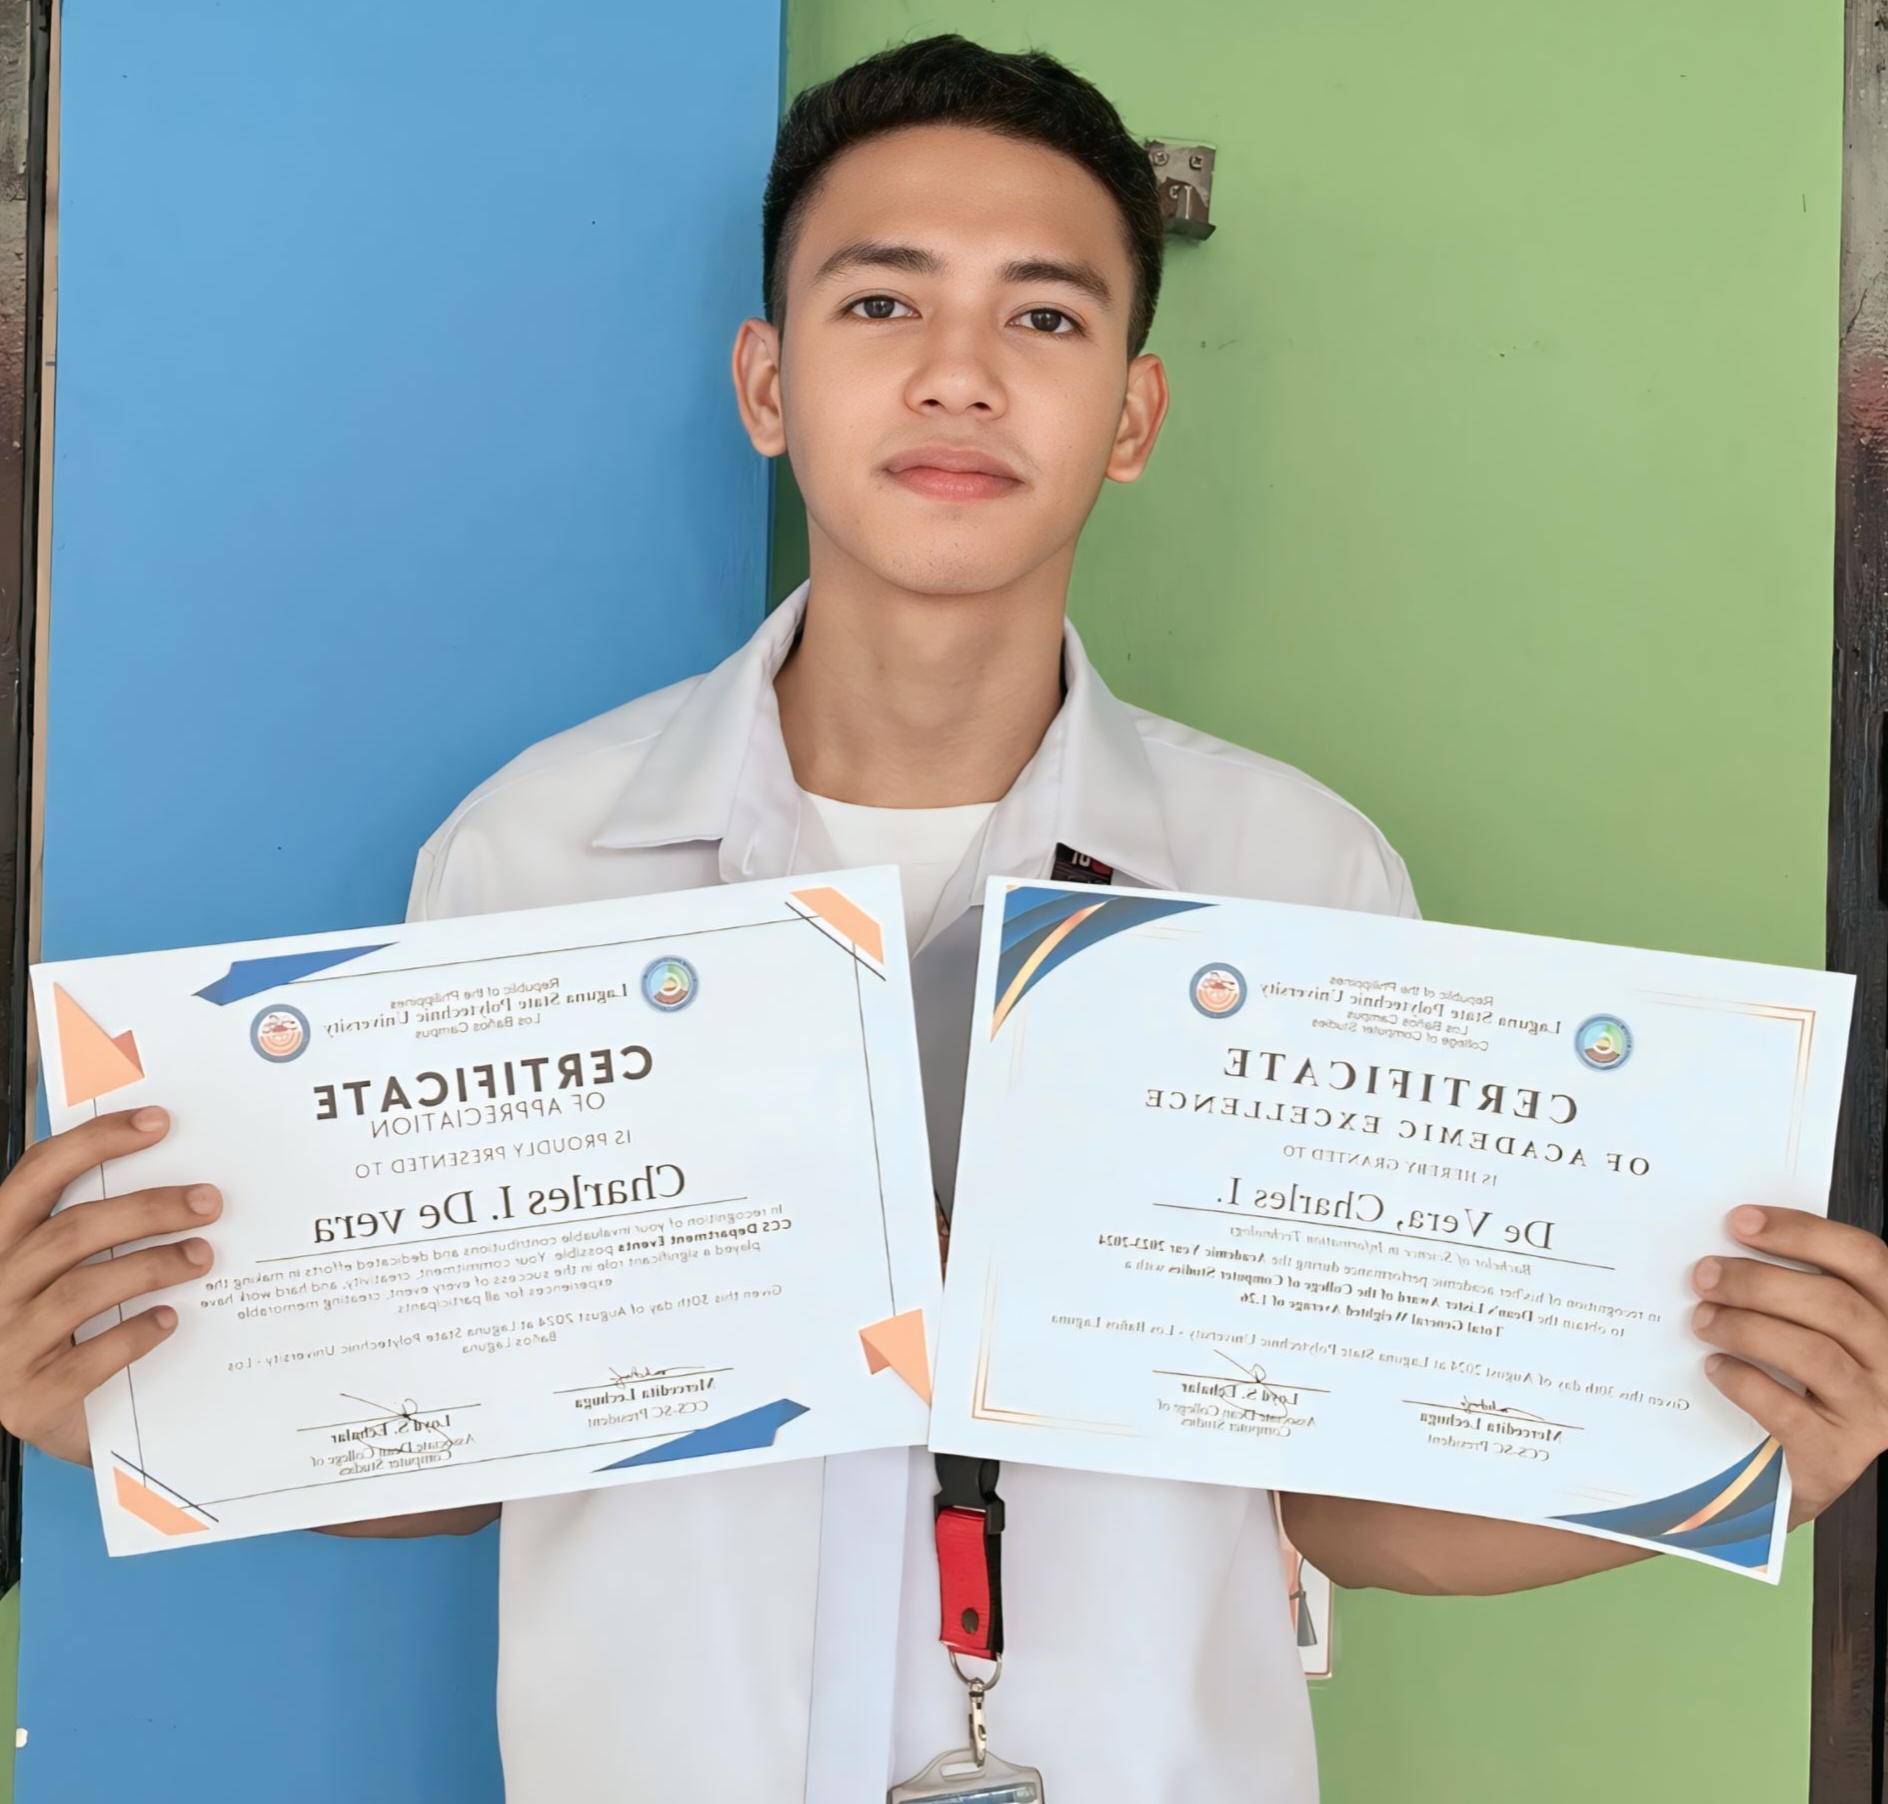 Republic of the Philippines
Laguna State Polytechnic University
Los Baños Campus
CERTIFICATE
OF APPRECIATION
IS PROUDLY PRESENTED TO
Charles I. De vera
In recognition of your invaluable contributions and dedicated efforts in making the
CCS Department Events possible. Your commitment, creativity, and hard work have
played a significant role in the success of every event, creating memorable
experiences for all participants.
Given this 30th day of August 2024 at Laguna State Polytechnic University - Los
Baños Laguna
Mercedita Lechuga
CCS-SC President
Loyd S. Echalar
Associate Dean College of
Computer Studies
Republic of the Philippines
Laguna State Polytechnic University
Los Baños Campus
College of Computer Studies
CERTIFICATE
OF ACADEMIC EXCELLENCE
IS HEREBY GRANTED TO
De Vera, Charles I.
Bachelor of Science in Information Technology
in recognition of his/her academic performance during the Academic Year 2023-2024
to obtain the Dean's Lister Award of the College of Computer Studies with a
Total General Weighted Average of 1.26
Given this 30th day of August 2024 at Laguna State Polytechnic University - Los Baños Laguna
Mercedita Lechuga
CCS-SC President
Loyd S. Echalar
Associate Dean College of
Computer Studies